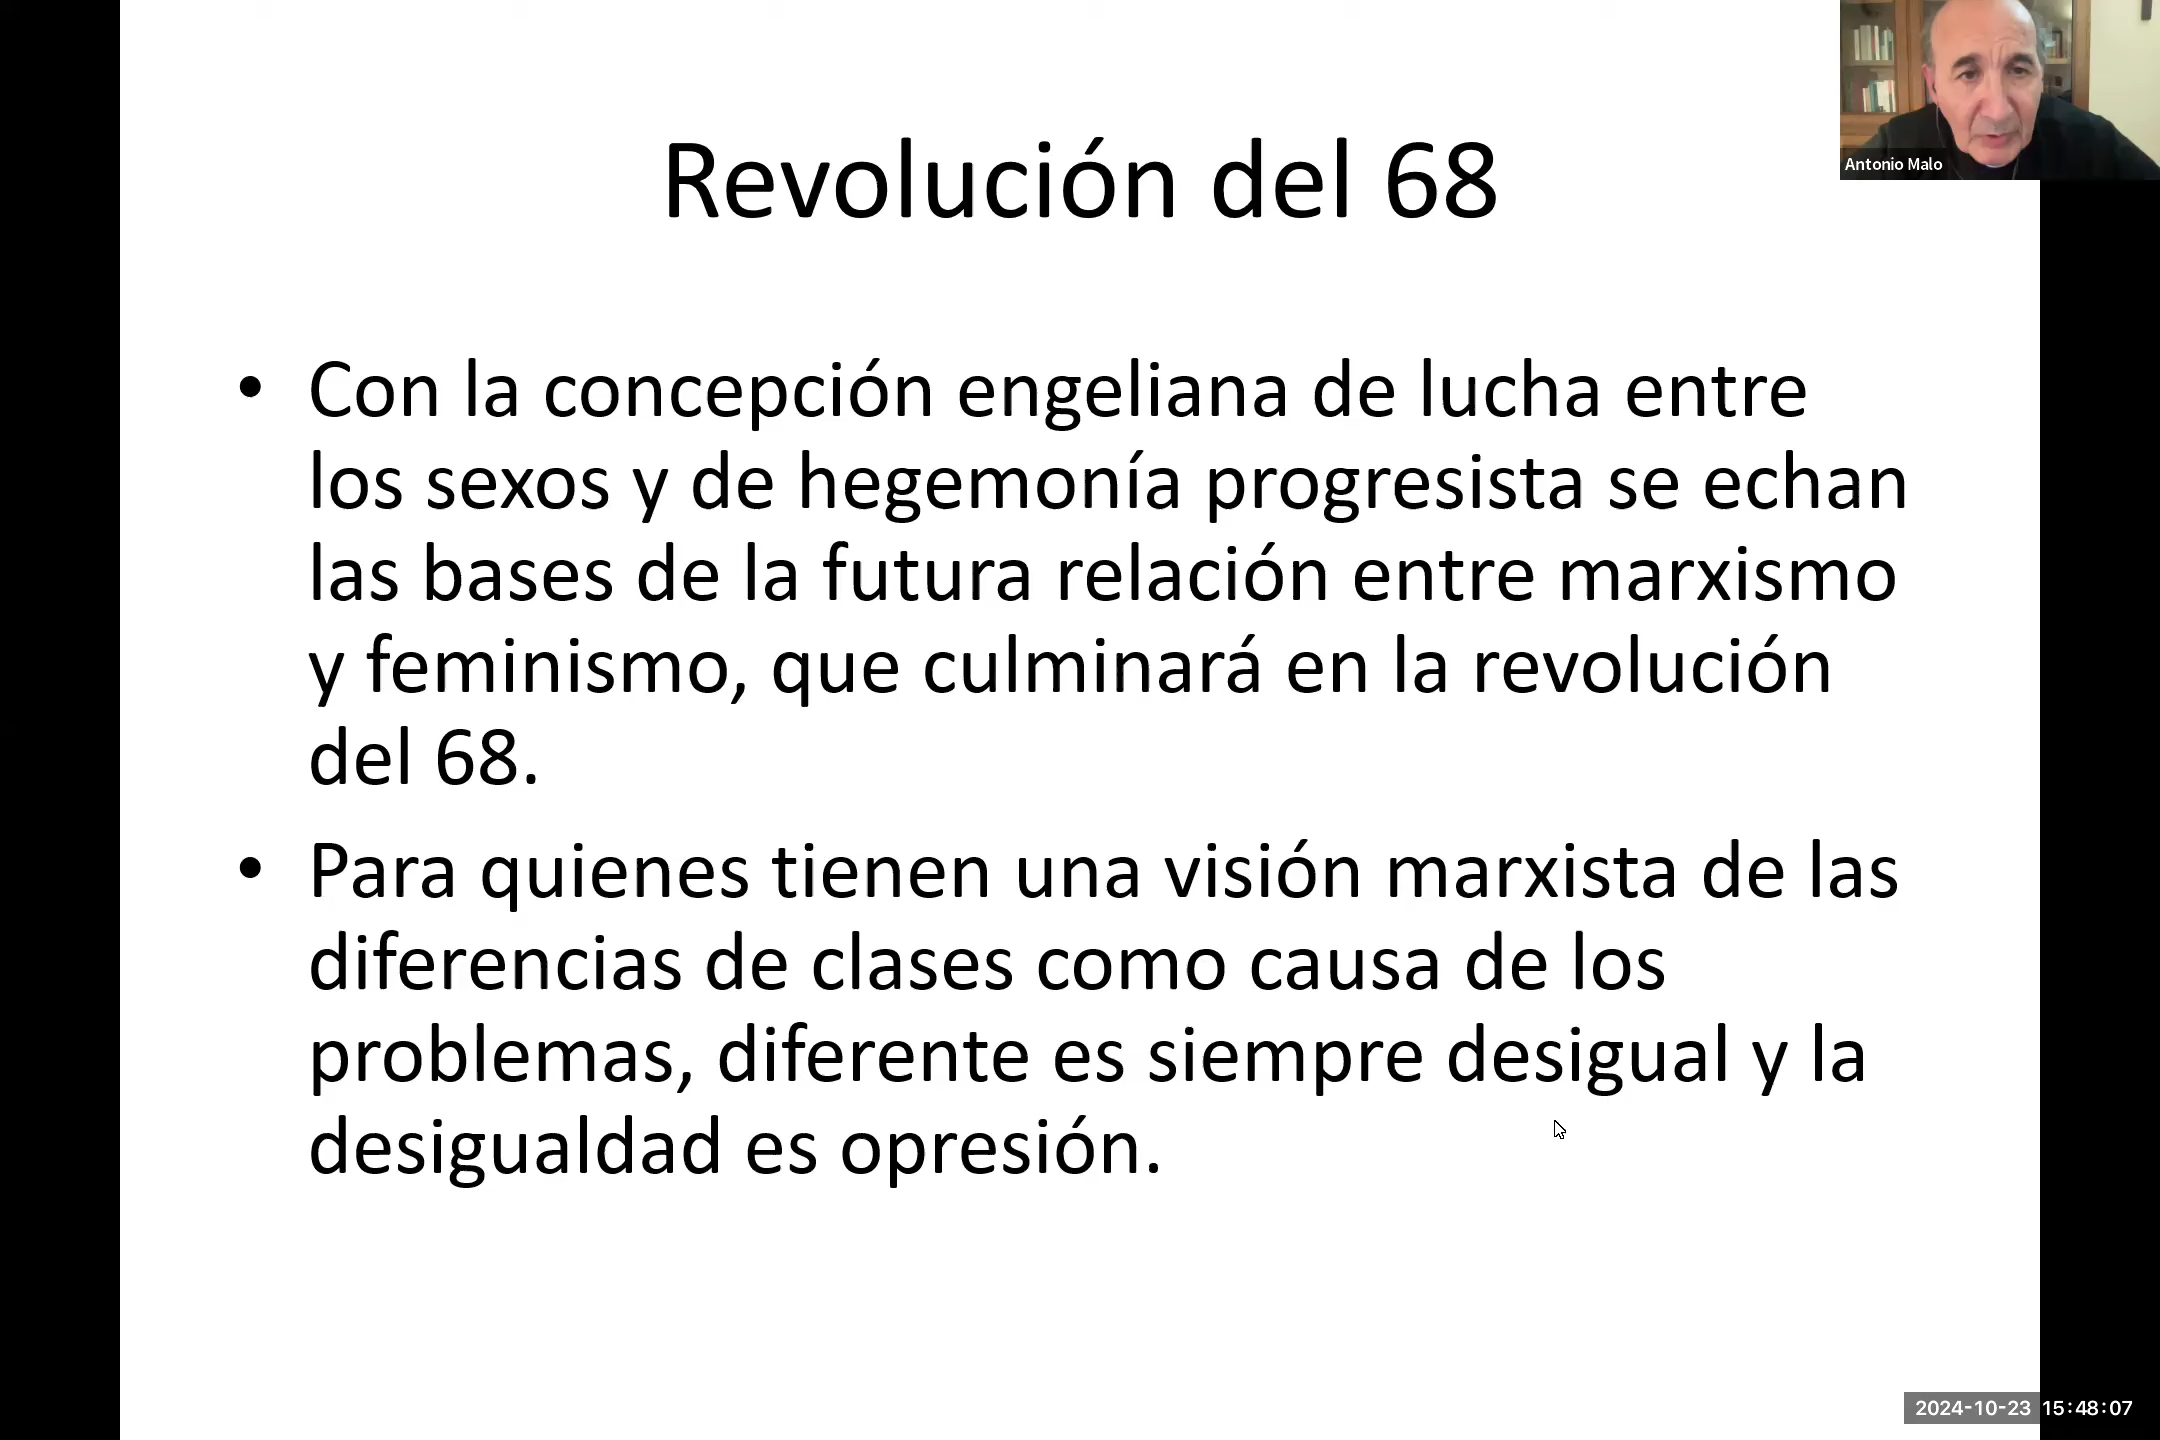 Antonio Malo
Revolución del 68
• Con la concepción engeliana de lucha entre
los sexos y de hegemonía progresista se echan
las bases de la futura relación entre marxismo
y feminismo, que culminará en la revolución
del 68.
• Para quienes tienen una visión marxista de las
diferencias de clases como causa de los
problemas, diferente es siempre desigual y la
desigualdad es opresión.
2024-10-23 15:48:07